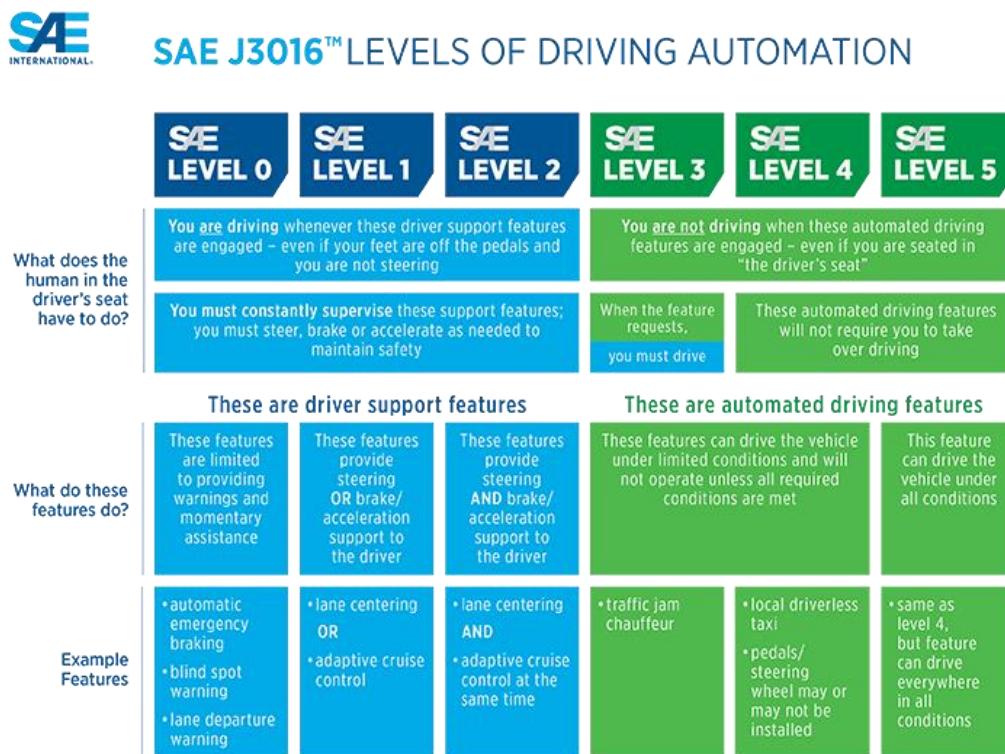 SAE
INTERNATIONAL®
SAE J3016™ LEVELS OF DRIVING AUTOMATION
SAE
LEVEL 0
SAE
LEVEL 1
SAE
LEVEL 2
SAE
LEVEL 3
SAE
LEVEL 4
SAE
LEVEL 5
What does the
human in the
driver's seat
have to do?
You are driving whenever these driver support features
are engaged – even if your feet are off the pedals and
you are not steering
You are not driving when these automated driving
features are engaged – even if you are seated in
"the driver's seat"
You must constantly supervise these support features;
you must steer, brake or accelerate as needed to
maintain safety
When the feature
requests,
you must drive
These automated driving features
will not require you to take
over driving
These are driver support features
These are automated driving features
What do these
features do?
These features
are limited
to providing
warnings and
momentary
assistance
These features
provide
steering
OR brake/
acceleration
support to
the driver
These features
provide
steering
AND brake/
acceleration
support to
the driver
These features can drive the vehicle
under limited conditions and will
not operate unless all required
conditions are met
This feature
can drive the
vehicle under
all conditions
Example
Features
•automatic
emergency
braking
•blind spot
warning
•lane departure
warning
•lane centering
OR
•adaptive cruise
control
•lane centering
AND
•adaptive cruise
control at the
same time
•traffic jam
chauffeur
•local driverless
taxi
•pedals/
steering
wheel may or
may not be
installed
•same as
level 4,
but feature
can drive
everywhere
in all
conditions